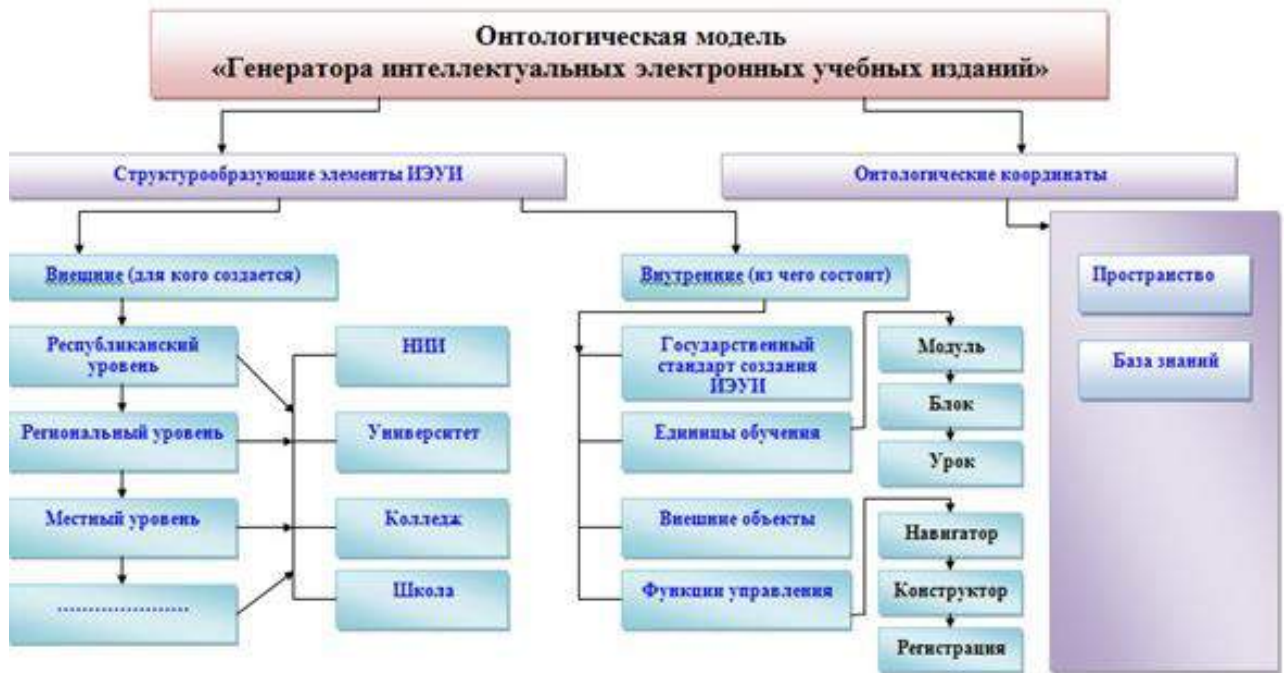 Онтологическая модель
«Генератора интеллектуальных электронных учебных изданий»
Структурообразующие элементы ИЭУИ
Онтологические координаты
Внешние (для кого создается)
Республиканский
уровень
Региональный уровень
Местный уровень
......................
НИИ
Университет
Колледж
Школа
Внутренние (из чего состоит)
Государственный
стандарт создания
ИЭУИ
Единицы обучения
Внешние объекты
Функции управления
Модуль
Блок
Урок
Навигатор
Конструктор
Регистрация
Пространство
База знаний